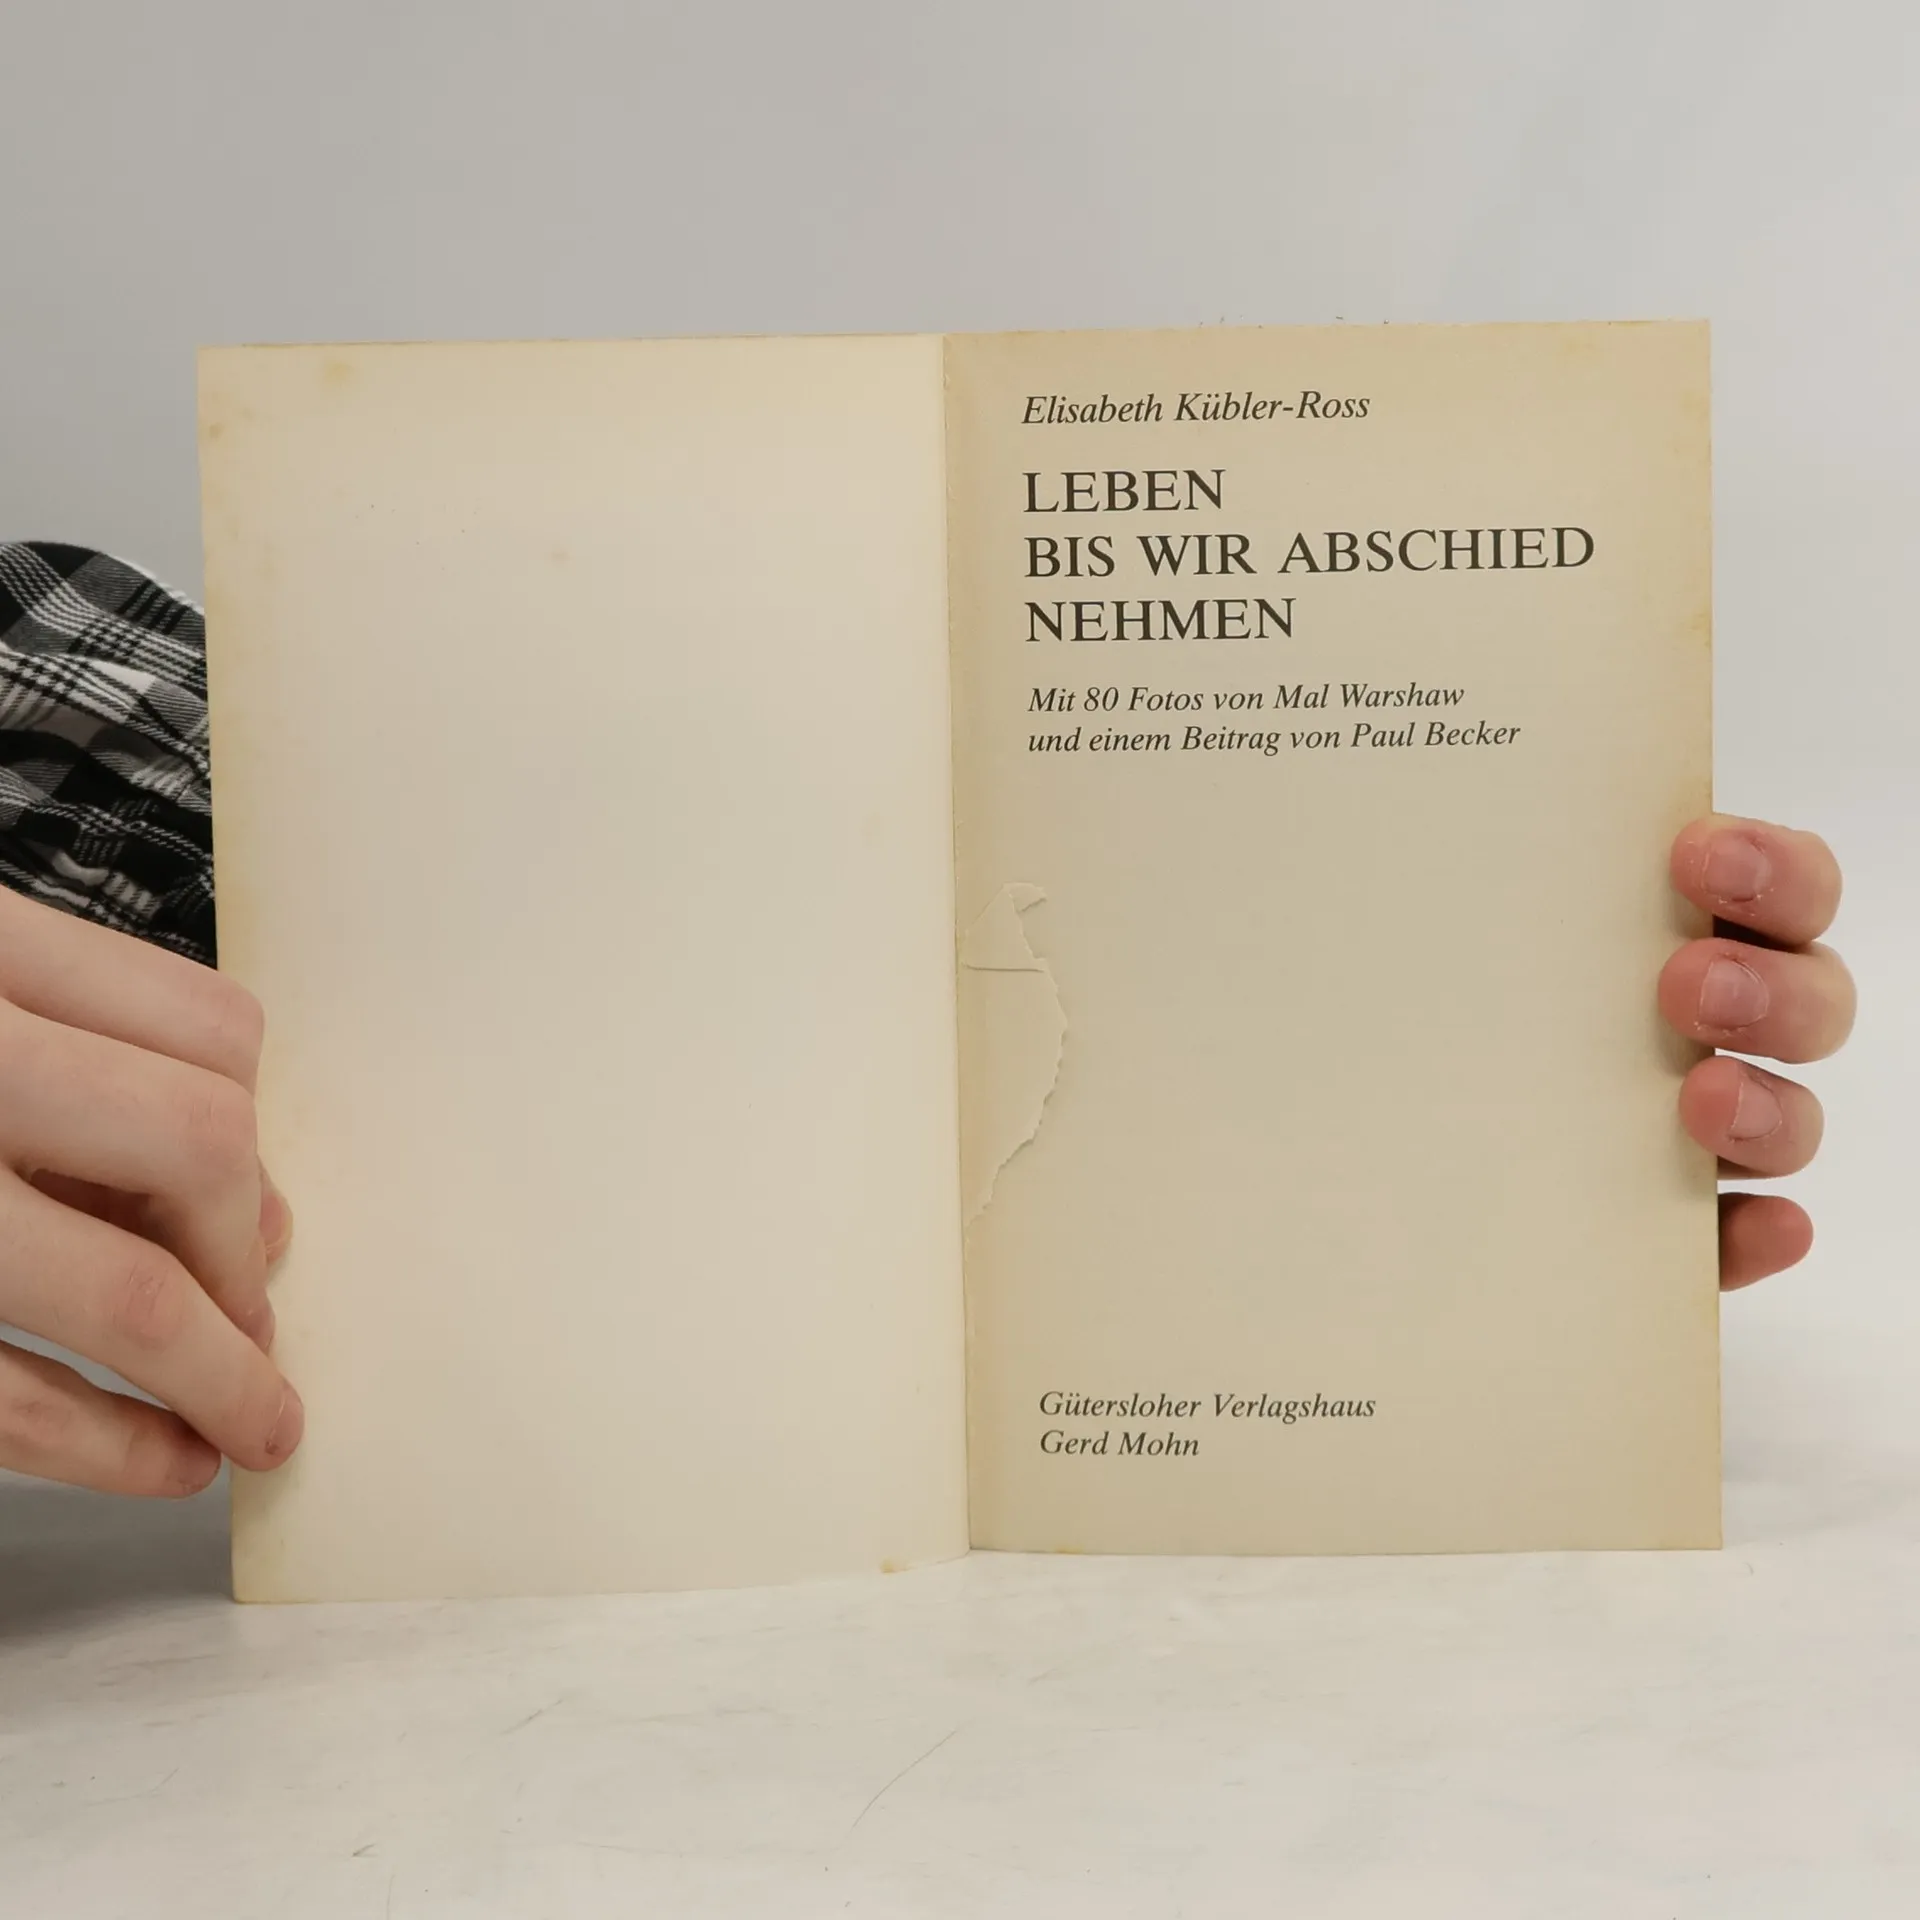 Elisabeth Kübler-Ross
LEBEN
BIS WIR ABSCHIED
NEHMEN
Mit 80 Fotos von Mal Warshaw
und einem Beitrag von Paul Becker
Gütersloher Verlagshaus
Gerd Mohn